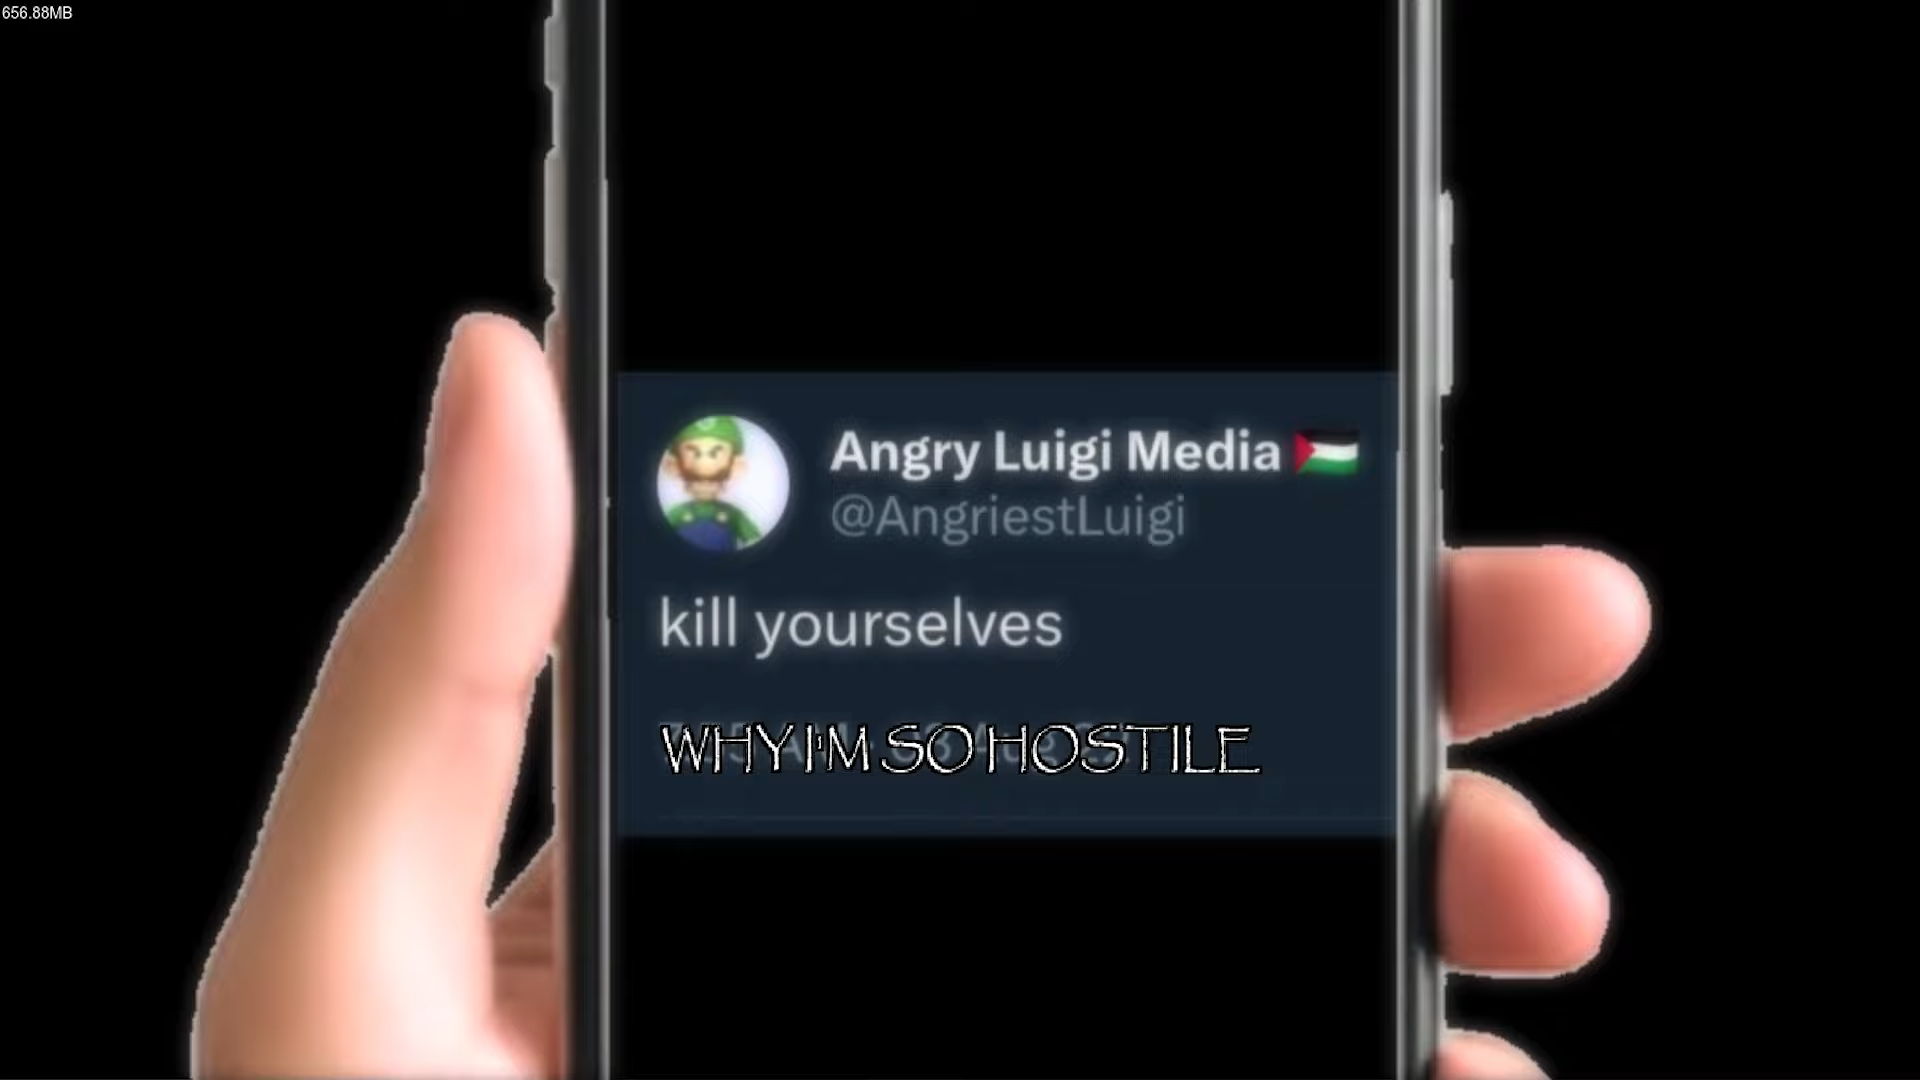 656.88MB
Angry Luigi Media 🇵🇸
@AngriestLuigi
kill yourselves
WHY I'M SO HOSTILE